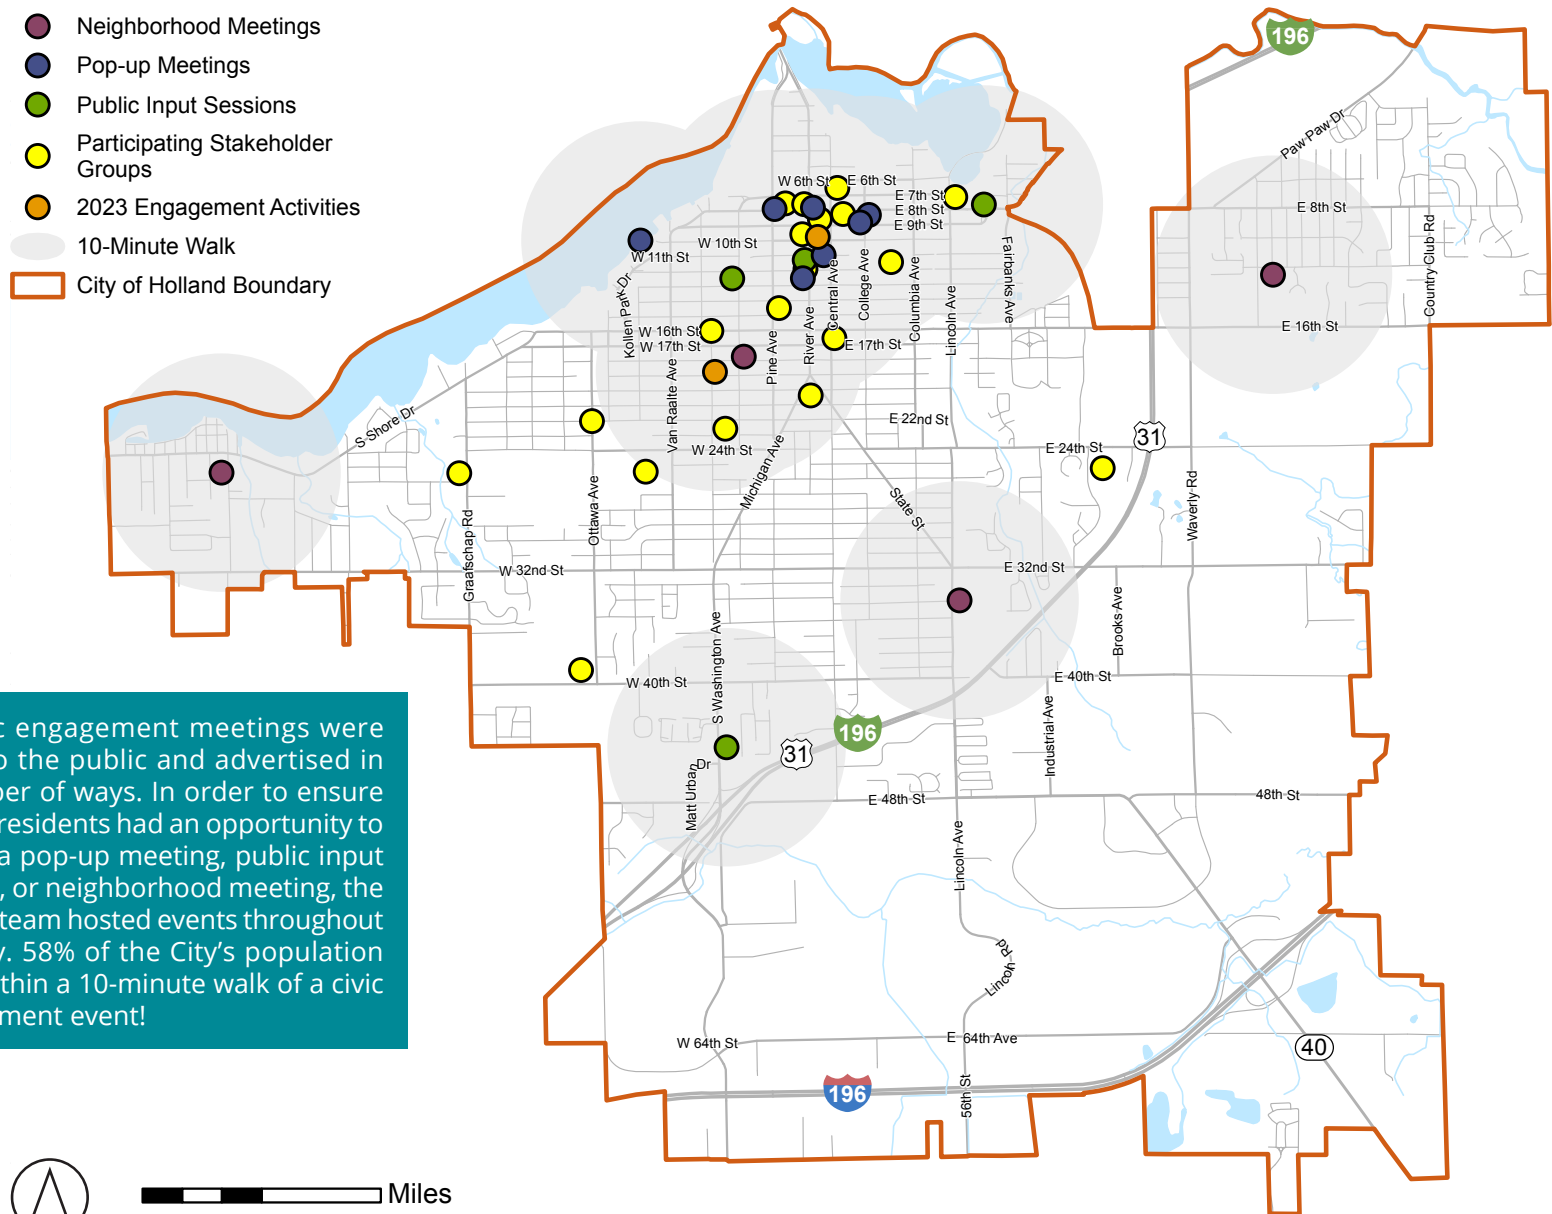 Neighborhood Meetings
Pop-up Meetings
Public Input Sessions
Participating Stakeholder
Groups
2023 Engagement Activities
10-Minute Walk
City of Holland Boundary
196
Paw Paw Dr
W 6th St
E 6th St
E 7th St
E 8th St
E 9th St
E 8th St
W 10th St
W 11th St
Kollen Park Dr
Central Ave
College Ave
Columbia Ave
Lincoln Ave
Fairbanks Ave
Country Club Rd
E 16th St
W 16th St
W 17th St
E 17th St
Pine Ave
River Ave
Van Raalte Ave
S Shore Dr
E 22nd St
W 24th St
E 24th St
31
Michigan Ave
State St
Waverly Rd
Graafschap Rd
Ottawa Ave
W 32nd St
E 32nd St
S Washington Ave
Brooks Ave
W 40th St
E 40th St
Industrial Ave
196
31
Matt Urban Dr
E 48th St
48th St
Lincoln Ave
Lincoln Rd
W 64th St
E 64th Ave
40
196
56th St
engagement meetings were
the public and advertised in
of ways. In order to ensure
residents had an opportunity to
a pop-up meeting, public input
, or neighborhood meeting, the
team hosted events throughout
. 58% of the City's population
a 10-minute walk of a civic
event!
Miles